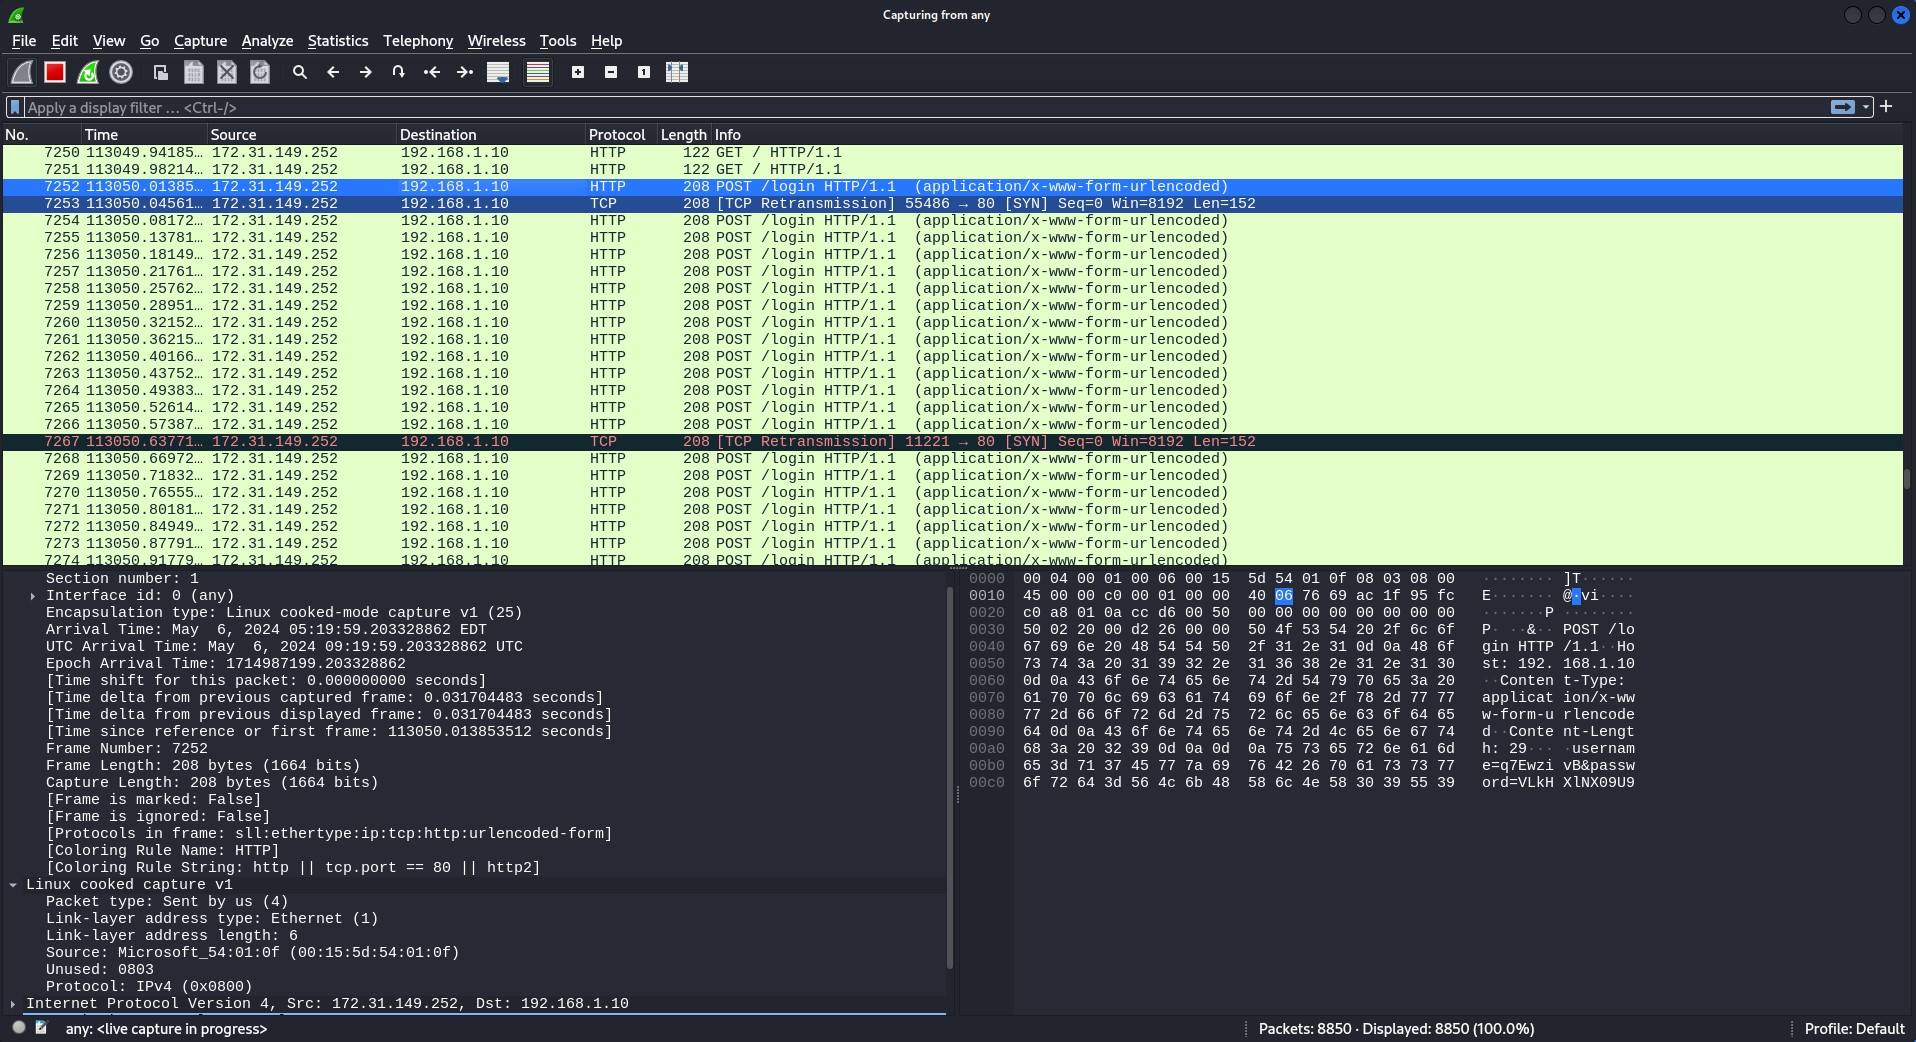 Capturing from any
File Edit View Go Capture Analyze Statistics Telephony Wireless Tools Help
Apply a display filter … <Ctrl-/>
No. Time Source Destination Protocol Length Info
7250 113049.94185… 172.31.149.252 192.168.1.10 HTTP 122 GET / HTTP/1.1
7251 113049.98214… 172.31.149.252 192.168.1.10 HTTP 122 GET / HTTP/1.1
7252 113050.01385… 172.31.149.252 192.168.1.10 HTTP 208 POST /login HTTP/1.1 (application/x-www-form-urlencoded)
7253 113050.04561… 172.31.149.252 192.168.1.10 TCP 208 [TCP Retransmission] 55486 → 80 [SYN] Seq=0 Win=8192 Len=152
7254 113050.08172… 172.31.149.252 192.168.1.10 HTTP 208 POST /login HTTP/1.1 (application/x-www-form-urlencoded)
7255 113050.13781… 172.31.149.252 192.168.1.10 HTTP 208 POST /login HTTP/1.1 (application/x-www-form-urlencoded)
7256 113050.18149… 172.31.149.252 192.168.1.10 HTTP 208 POST /login HTTP/1.1 (application/x-www-form-urlencoded)
7257 113050.21761… 172.31.149.252 192.168.1.10 HTTP 208 POST /login HTTP/1.1 (application/x-www-form-urlencoded)
7258 113050.25762… 172.31.149.252 192.168.1.10 HTTP 208 POST /login HTTP/1.1 (application/x-www-form-urlencoded)
7259 113050.28951… 172.31.149.252 192.168.1.10 HTTP 208 POST /login HTTP/1.1 (application/x-www-form-urlencoded)
7260 113050.32152… 172.31.149.252 192.168.1.10 HTTP 208 POST /login HTTP/1.1 (application/x-www-form-urlencoded)
7261 113050.36215… 172.31.149.252 192.168.1.10 HTTP 208 POST /login HTTP/1.1 (application/x-www-form-urlencoded)
7262 113050.40166… 172.31.149.252 192.168.1.10 HTTP 208 POST /login HTTP/1.1 (application/x-www-form-urlencoded)
7263 113050.43752… 172.31.149.252 192.168.1.10 HTTP 208 POST /login HTTP/1.1 (application/x-www-form-urlencoded)
7264 113050.49383… 172.31.149.252 192.168.1.10 HTTP 208 POST /login HTTP/1.1 (application/x-www-form-urlencoded)
7265 113050.52614… 172.31.149.252 192.168.1.10 HTTP 208 POST /login HTTP/1.1 (application/x-www-form-urlencoded)
7266 113050.57387… 172.31.149.252 192.168.1.10 HTTP 208 POST /login HTTP/1.1 (application/x-www-form-urlencoded)
7267 113050.63771… 172.31.149.252 192.168.1.10 TCP 208 [TCP Retransmission] 11221 → 80 [SYN] Seq=0 Win=8192 Len=152
7268 113050.66972… 172.31.149.252 192.168.1.10 HTTP 208 POST /login HTTP/1.1 (application/x-www-form-urlencoded)
7269 113050.71832… 172.31.149.252 192.168.1.10 HTTP 208 POST /login HTTP/1.1 (application/x-www-form-urlencoded)
7270 113050.76555… 172.31.149.252 192.168.1.10 HTTP 208 POST /login HTTP/1.1 (application/x-www-form-urlencoded)
7271 113050.80181… 172.31.149.252 192.168.1.10 HTTP 208 POST /login HTTP/1.1 (application/x-www-form-urlencoded)
7272 113050.84949… 172.31.149.252 192.168.1.10 HTTP 208 POST /login HTTP/1.1 (application/x-www-form-urlencoded)
7273 113050.87791… 172.31.149.252 192.168.1.10 HTTP 208 POST /login HTTP/1.1 (application/x-www-form-urlencoded)
7274 113050.91779… 172.31.149.252 192.168.1.10 HTTP 208 POST /login HTTP/1.1 (application/x-www-form-urlencoded)
Section number: 1
Interface id: 0 (any)
Encapsulation type: Linux cooked-mode capture v1 (25)
Arrival Time: May  6, 2024 05:19:59.203328862 EDT
UTC Arrival Time: May  6, 2024 09:19:59.203328862 UTC
Epoch Arrival Time: 1714987199.203328862
[Time shift for this packet: 0.000000000 seconds]
[Time delta from previous captured frame: 0.031704483 seconds]
[Time delta from previous displayed frame: 0.031704483 seconds]
[Time since reference or first frame: 113050.013853512 seconds]
Frame Number: 7252
Frame Length: 208 bytes (1664 bits)
Capture Length: 208 bytes (1664 bits)
[Frame is marked: False]
[Frame is ignored: False]
[Protocols in frame: sll:ethertype:ip:tcp:http:urlencoded-form]
[Coloring Rule Name: HTTP]
[Coloring Rule String: http || tcp.port == 80 || http2]
Linux cooked capture v1
Packet type: Sent by us (4)
Link-layer address type: Ethernet (1)
Link-layer address length: 6
Source: Microsoft_54:01:0f (00:15:5d:54:01:0f)
Unused: 0803
Protocol: IPv4 (0x0800)
Internet Protocol Version 4, Src: 172.31.149.252, Dst: 192.168.1.10
0000 00 04 00 01 00 06 00 15 5d 54 01 0f 08 03 08 00 ········ ]T······
0010 45 00 00 c0 00 01 00 00 40 06 76 69 ac 1f 95 fc E······· @·vi····
0020 c0 a8 01 0a cc d6 00 50 00 00 00 00 00 00 00 00 ·······P ········
0030 50 02 20 00 d2 26 00 00 50 4f 53 54 20 2f 6c 6f P· ··&·· POST /lo
0040 67 69 6e 20 48 54 54 50 2f 31 2e 31 0d 0a 48 6f gin HTTP /1.1··Ho
0050 73 74 3a 20 31 39 32 2e 31 36 38 2e 31 2e 31 30 st: 192. 168.1.10
0060 0d 0a 43 6f 6e 74 65 6e 74 2d 54 79 70 65 3a 20 ··Conten t-Type:
0070 61 70 70 6c 69 63 61 74 69 6f 6e 2f 78 2d 77 77 applicat ion/x-ww
0080 77 2d 66 6f 72 6d 2d 75 72 6c 65 6e 63 6f 64 65 w-form-u rlencode
0090 64 0d 0a 43 6f 6e 74 65 6e 74 2d 4c 65 6e 67 74 d··Conte nt-Lengt
00a0 68 3a 20 32 39 0d 0a 0d 0a 75 73 65 72 6e 61 6d h: 29··· ·usernam
00b0 65 3d 71 37 45 77 7a 69 76 42 26 70 61 73 73 77 e=q7Ewzi vB&passw
00c0 6f 72 64 3d 56 4c 6b 48 58 6c 4e 58 30 39 55 39 ord=VLkH XlNX09U9
any: <live capture in progress>
Packets: 8850 · Displayed: 8850 (100.0%)
Profile: Default